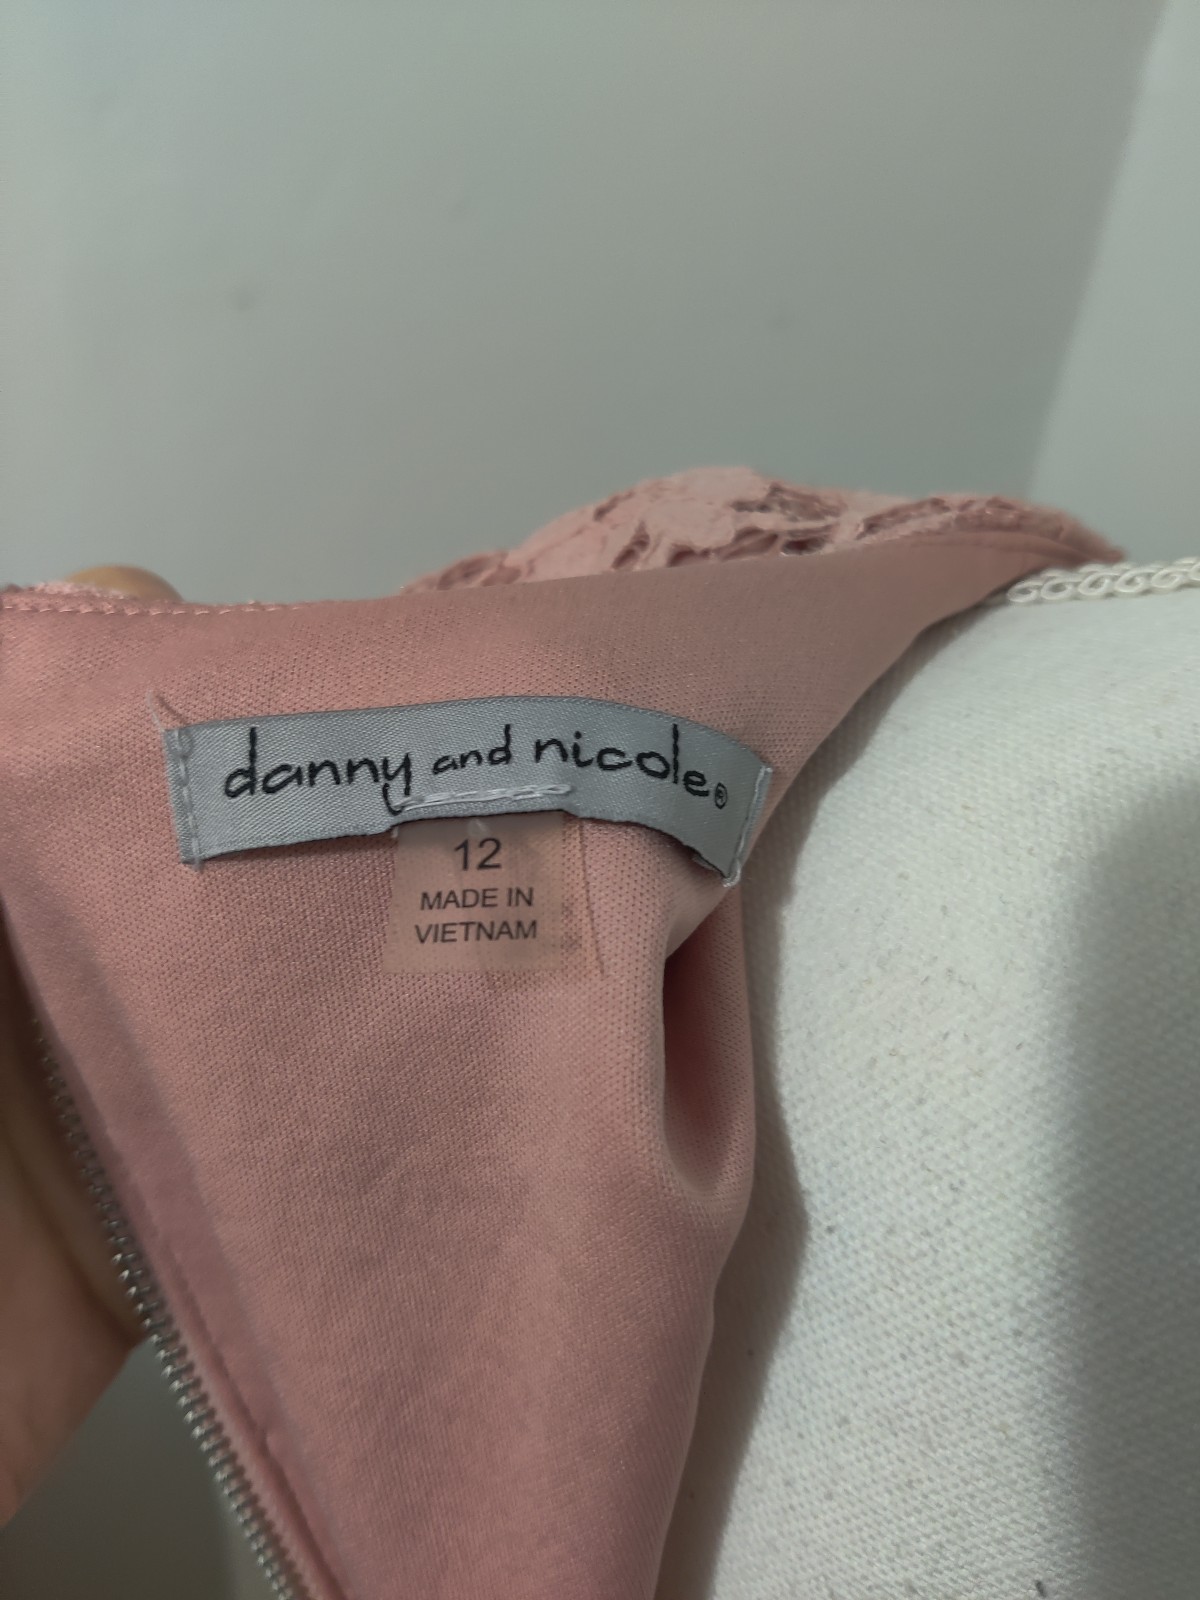 danny and nicole®
12
MADE IN
VIETNAM